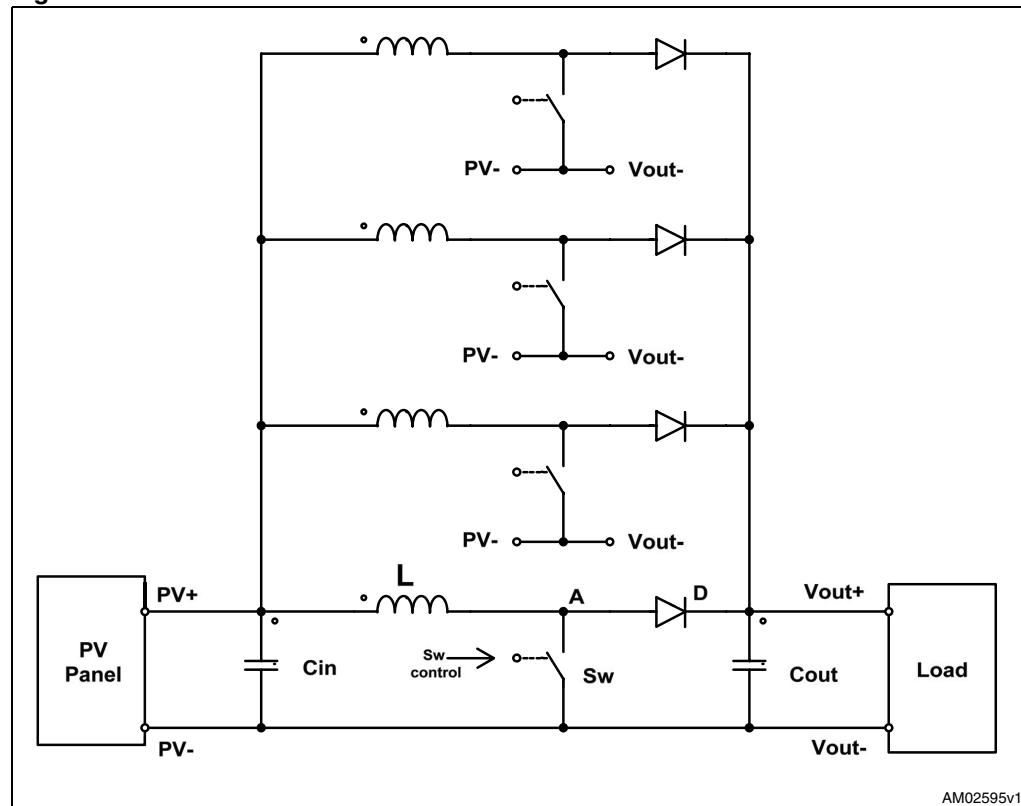 PV- Vout-
PV- Vout-
PV- Vout-
L
PV+ A D Vout+
PV
Panel
Cin
Sw
control
Sw
Cout
Load
PV- Vout-
AM02595v1